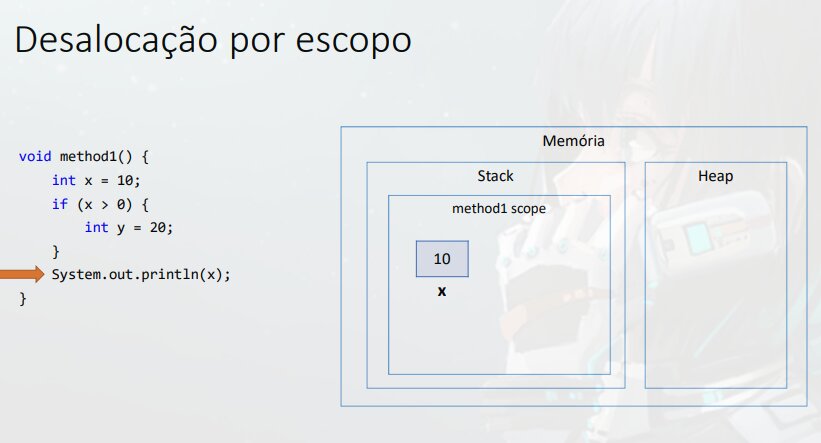 Desalocação por escopo
void method1() {
    int x = 10;
    if (x > 0) {
        int y = 20;
    }
    System.out.println(x);
}
Memória
Stack
Heap
method1 scope
10
x